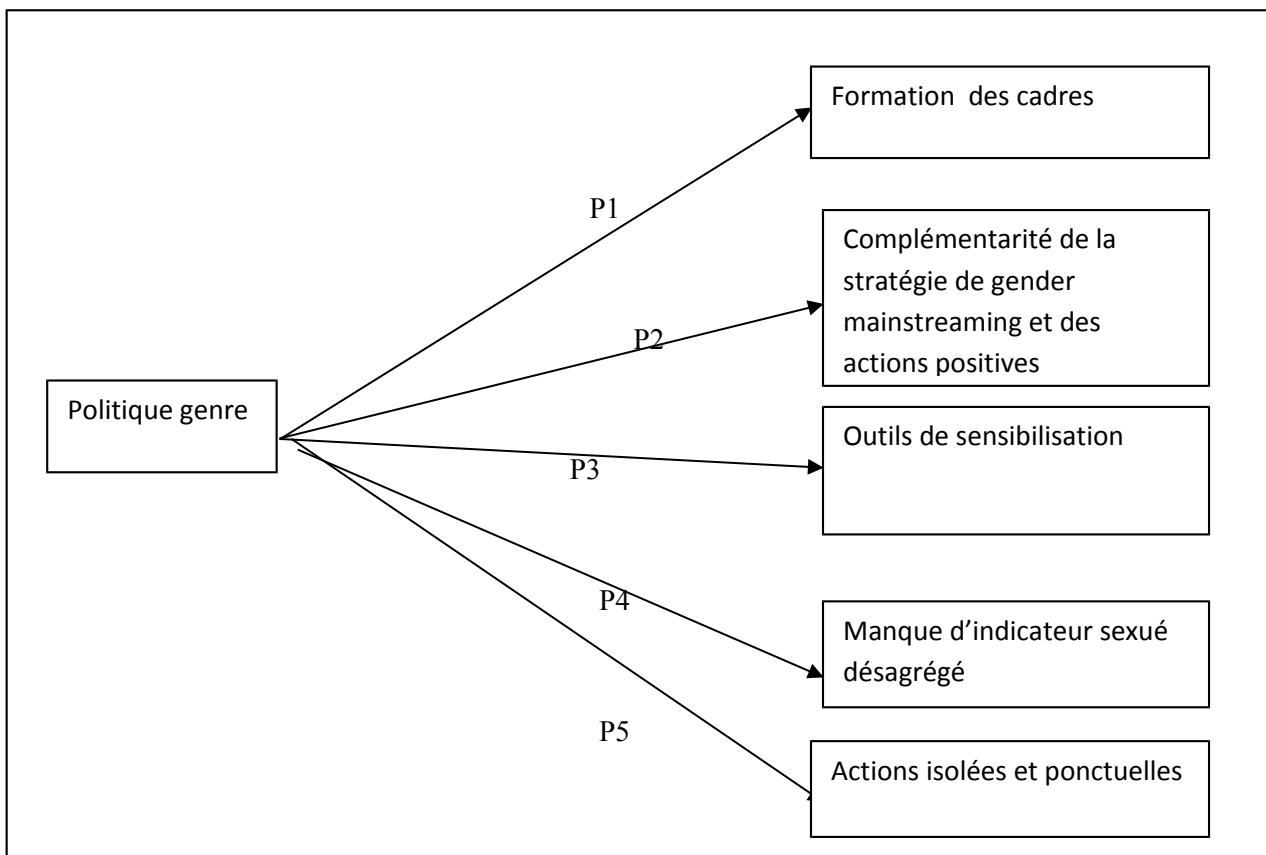 Formation des cadres
P1
Complémentarité de la
stratégie de gender
mainstreaming et des
actions positives
P2
Politique genre
Outils de sensibilisation
P3
P4
Manque d’indicateur sexué
désagrégé
P5
Actions isolées et ponctuelles